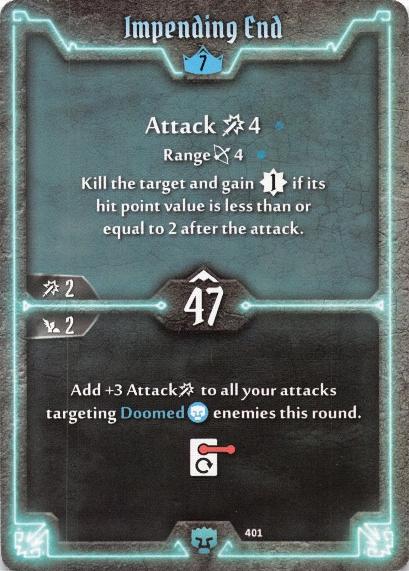 Impending End
7
Attack 4
Range 4
Kill the target and gain 1 if its
hit point value is less than or
equal to 2 after the attack.
2
47
2
Add +3 Attack to all your attacks
targeting Doomed enemies this round.
401